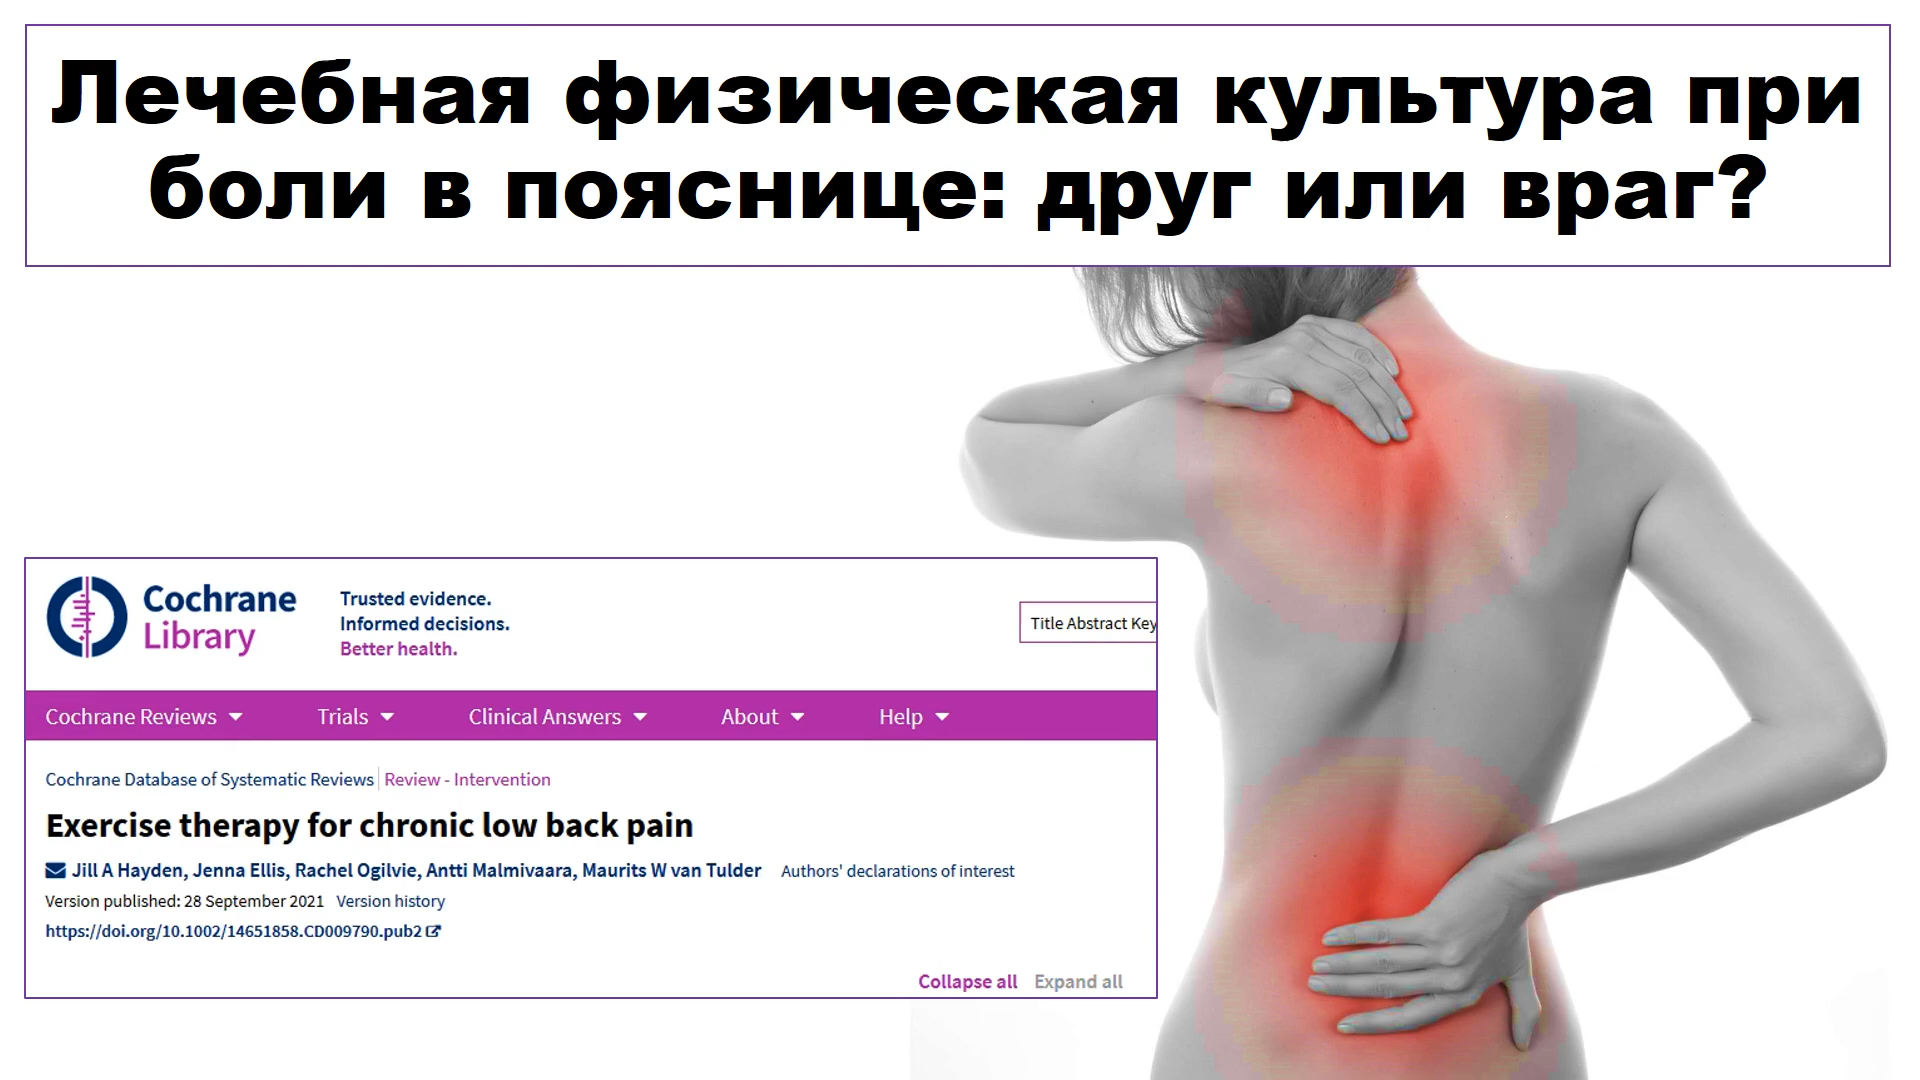 Лечебная физическая культура при
боли в пояснице: друг или враг?
Cochrane
Library
Trusted evidence.
Informed decisions.
Better health.
Title Abstract Key
Cochrane Reviews
Trials
Clinical Answers
About
Help
Cochrane Database of Systematic Reviews
Review - Intervention
Exercise therapy for chronic low back pain
Jill A Hayden, Jenna Ellis, Rachel Ogilvie, Antti Malmivaara, Maurits W van Tulder
Authors' declarations of interest
Version published: 28 September 2021
Version history
https://doi.org/10.1002/14651858.CD009790.pub2
Collapse all
Expand all